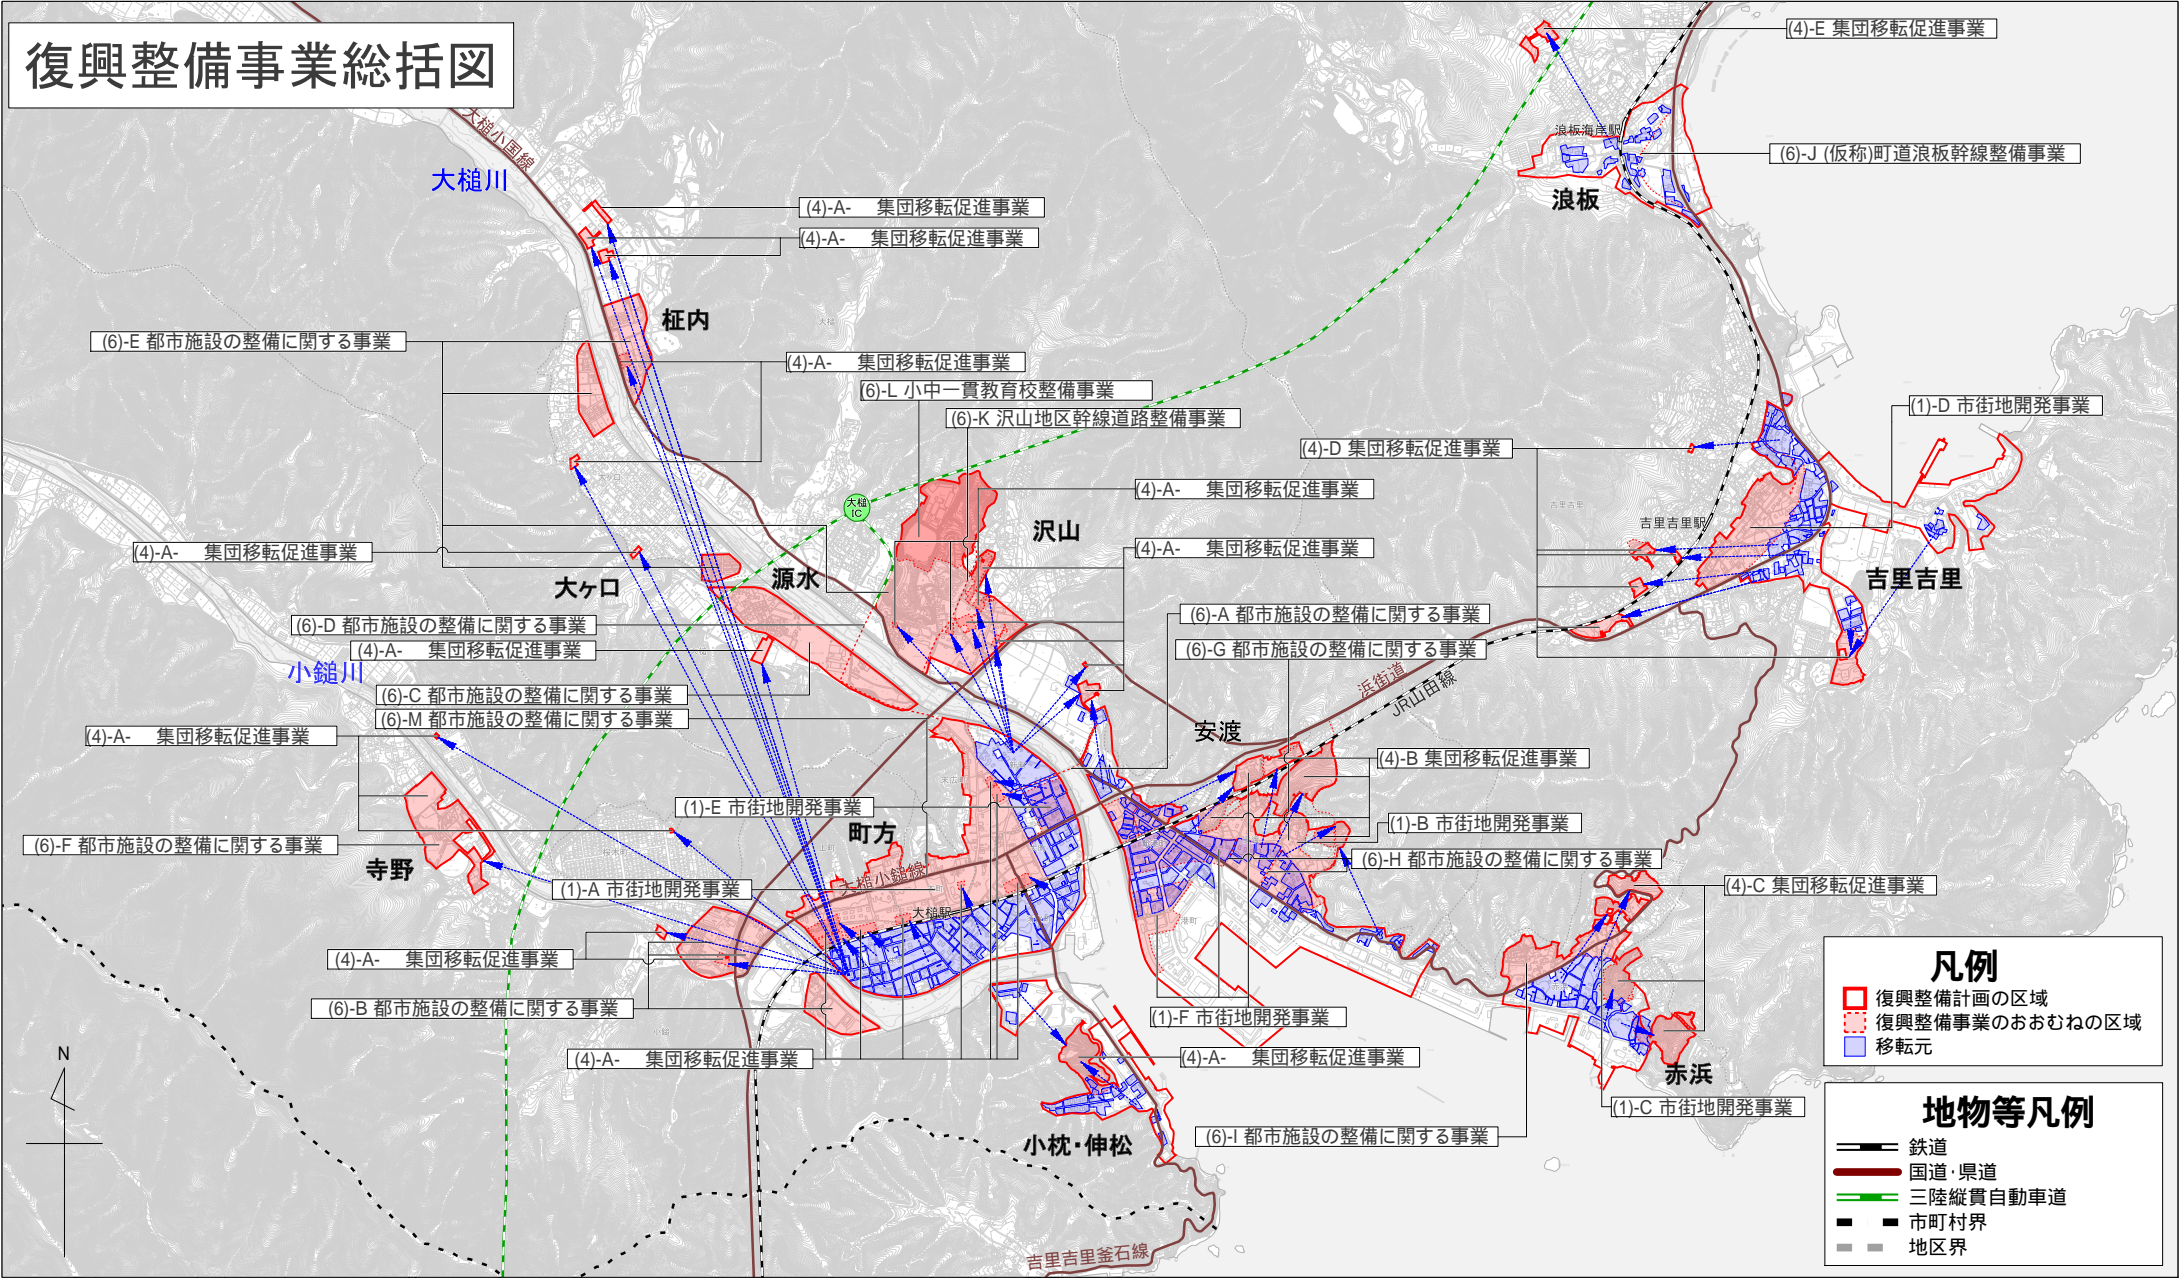 復興整備事業総括図
(4)-E 集団移転促進事業
大槌小国線
大槌川
浪板海岸駅
(6)-J (仮称)町道浪板幹線整備事業
浪板
(4)-A- 集団移転促進事業
(4)-A- 集団移転促進事業
柾内
(6)-E 都市施設の整備に関する事業
(4)-A- 集団移転促進事業
(6)-L 小中一貫教育校整備事業
(6)-K 沢山地区幹線道路整備事業
(1)-D 市街地開発事業
(4)-D 集団移転促進事業
(4)-A- 集団移転促進事業
大槌
IC
沢山
吉里吉里
吉里吉里駅
(4)-A- 集団移転促進事業
(4)-A- 集団移転促進事業
大ヶ口
源水
吉里吉里
(6)-D 都市施設の整備に関する事業
(6)-A 都市施設の整備に関する事業
(4)-A- 集団移転促進事業
(6)-G 都市施設の整備に関する事業
小鎚川
(6)-C 都市施設の整備に関する事業
浜街道
JR山田線
(6)-M 都市施設の整備に関する事業
(4)-A- 集団移転促進事業
安渡
(4)-B 集団移転促進事業
(1)-E 市街地開発事業
町方
(1)-B 市街地開発事業
(6)-F 都市施設の整備に関する事業
寺野
(6)-H 都市施設の整備に関する事業
大槌小鎚線
(1)-A 市街地開発事業
(4)-C 集団移転促進事業
大槌駅
港町
(4)-A- 集団移転促進事業
(6)-B 都市施設の整備に関する事業
(1)-F 市街地開発事業
(4)-A- 集団移転促進事業
(4)-A- 集団移転促進事業
赤浜
(1)-C 市街地開発事業
(6)-I 都市施設の整備に関する事業
小枕・伸松
吉里吉里釜石線
N
凡例
復興整備計画の区域
復興整備事業のおおむねの区域
移転元
地物等凡例
鉄道
国道・県道
三陸縦貫自動車道
市町村界
地区界